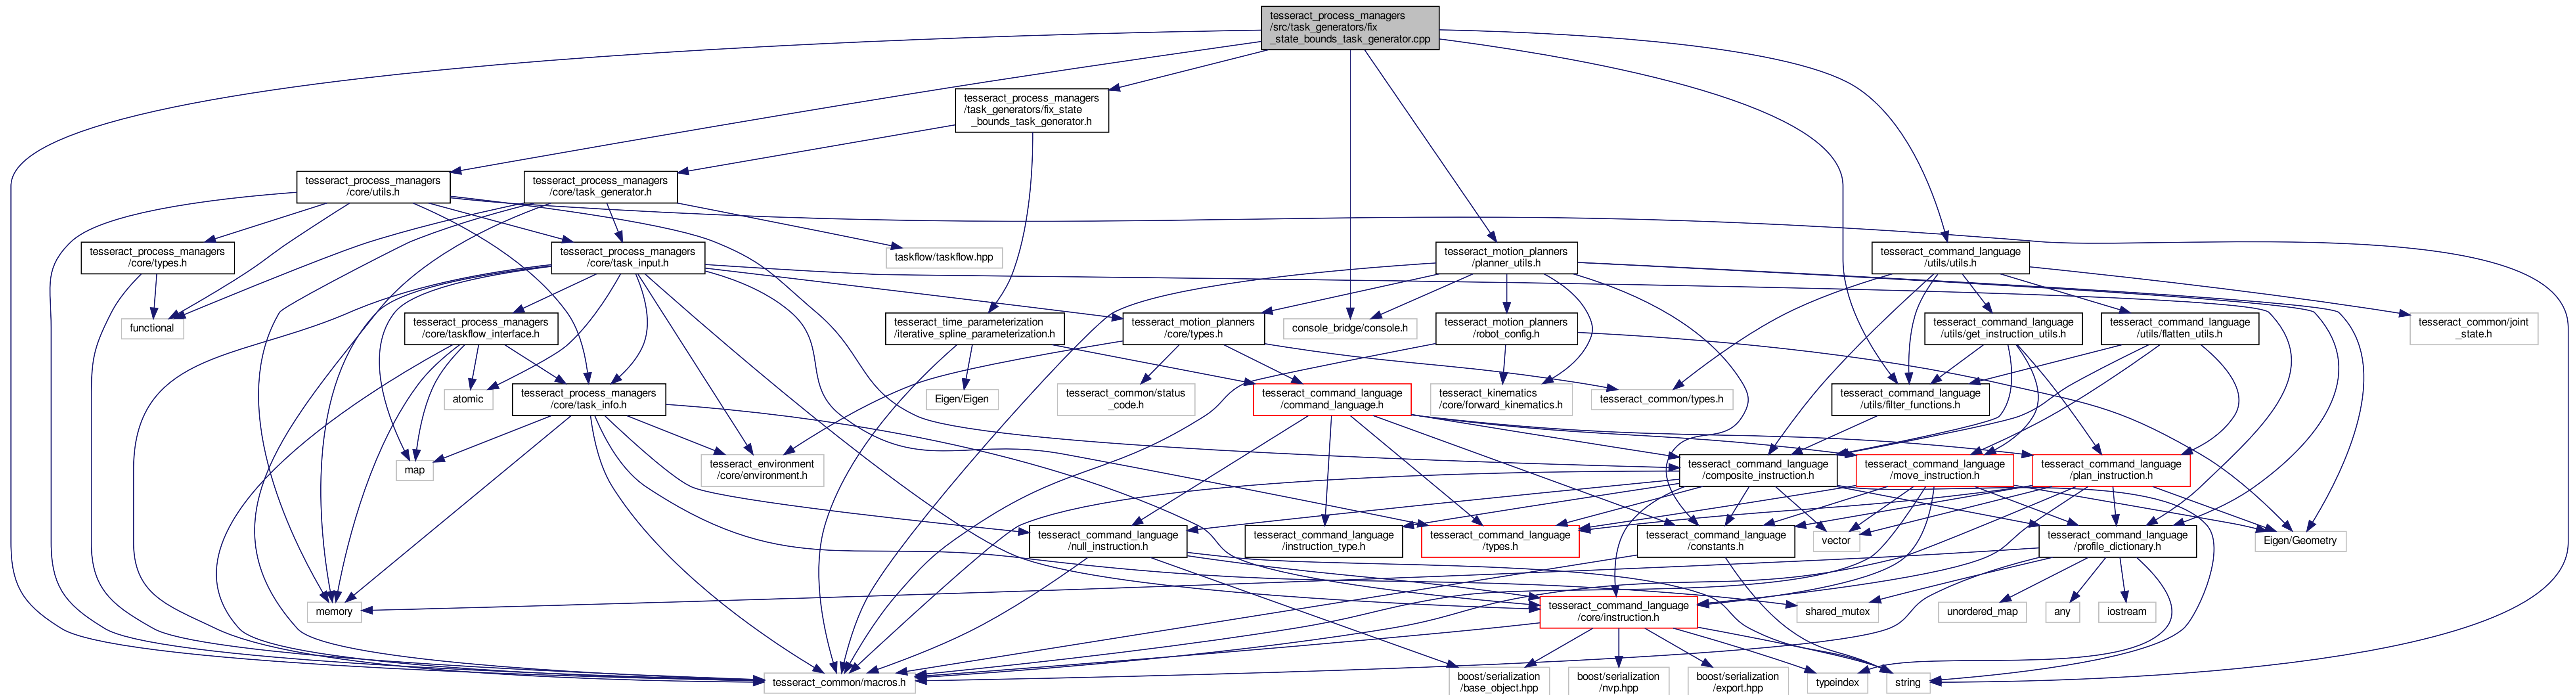 tesseract_process_managers
/src/task_generators/fix
_state_bounds_task_generator.cpp
tesseract_process_managers
/task_generators/fix_state
_bounds_task_generator.h
tesseract_process_managers
/core/utils.h
tesseract_process_managers
/core/task_generator.h
tesseract_process_managers
/core/types.h
tesseract_process_managers
/core/task_input.h
taskflow/taskflow.hpp
tesseract_motion_planners
/planner_utils.h
tesseract_command_language
/utils/utils.h
functional
tesseract_process_managers
/core/taskflow_interface.h
tesseract_time_parameterization
/iterative_spline_parameterization.h
tesseract_motion_planners
/core/types.h
console_bridge/console.h
tesseract_motion_planners
/robot_config.h
tesseract_command_language
/utils/get_instruction_utils.h
tesseract_command_language
/utils/flatten_utils.h
tesseract_common/joint
_state.h
atomic
tesseract_process_managers
/core/task_info.h
Eigen/Eigen
tesseract_common/status
_code.h
tesseract_command_language
/command_language.h
tesseract_kinematics
/core/forward_kinematics.h
tesseract_common/types.h
tesseract_command_language
/utils/filter_functions.h
map
tesseract_environment
/core/environment.h
tesseract_command_language
/composite_instruction.h
tesseract_command_language
/move_instruction.h
tesseract_command_language
/plan_instruction.h
tesseract_command_language
/null_instruction.h
tesseract_command_language
/instruction_type.h
tesseract_command_language
/types.h
tesseract_command_language
/constants.h
vector
tesseract_command_language
/profile_dictionary.h
Eigen/Geometry
memory
tesseract_command_language
/core/instruction.h
shared_mutex
unordered_map
any
iostream
tesseract_common/macros.h
boost/serialization
/base_object.hpp
boost/serialization
/nvp.hpp
boost/serialization
/export.hpp
typeindex
string